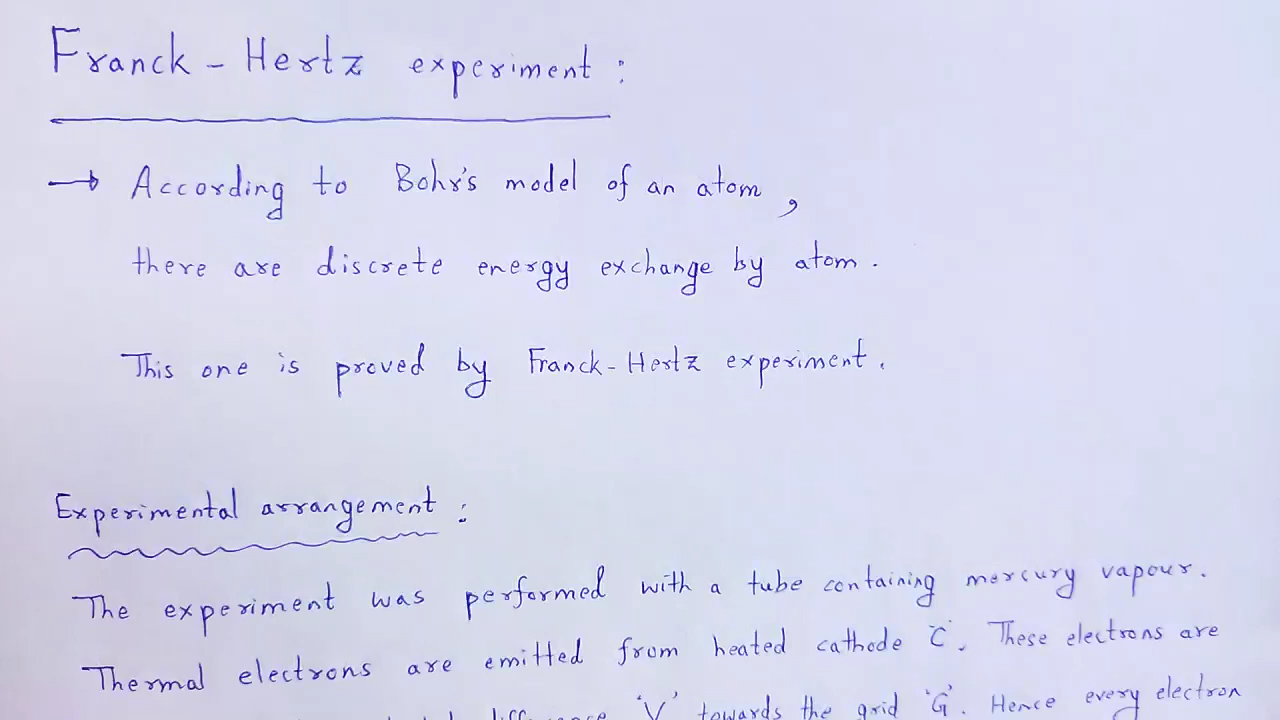 Franck - Hertz experiment :
→ According to Bohr's model of an atom ,
there are discrete energy exchange by atom .
This one is proved by Franck - Hertz experiment .
Experimental arrangement :
The experiment was performed with a tube containing mercury vapour .
Thermal electrons are emitted from heated cathode 'C' . These electrons are
difference 'V' towards the grid 'G' . Hence every electron